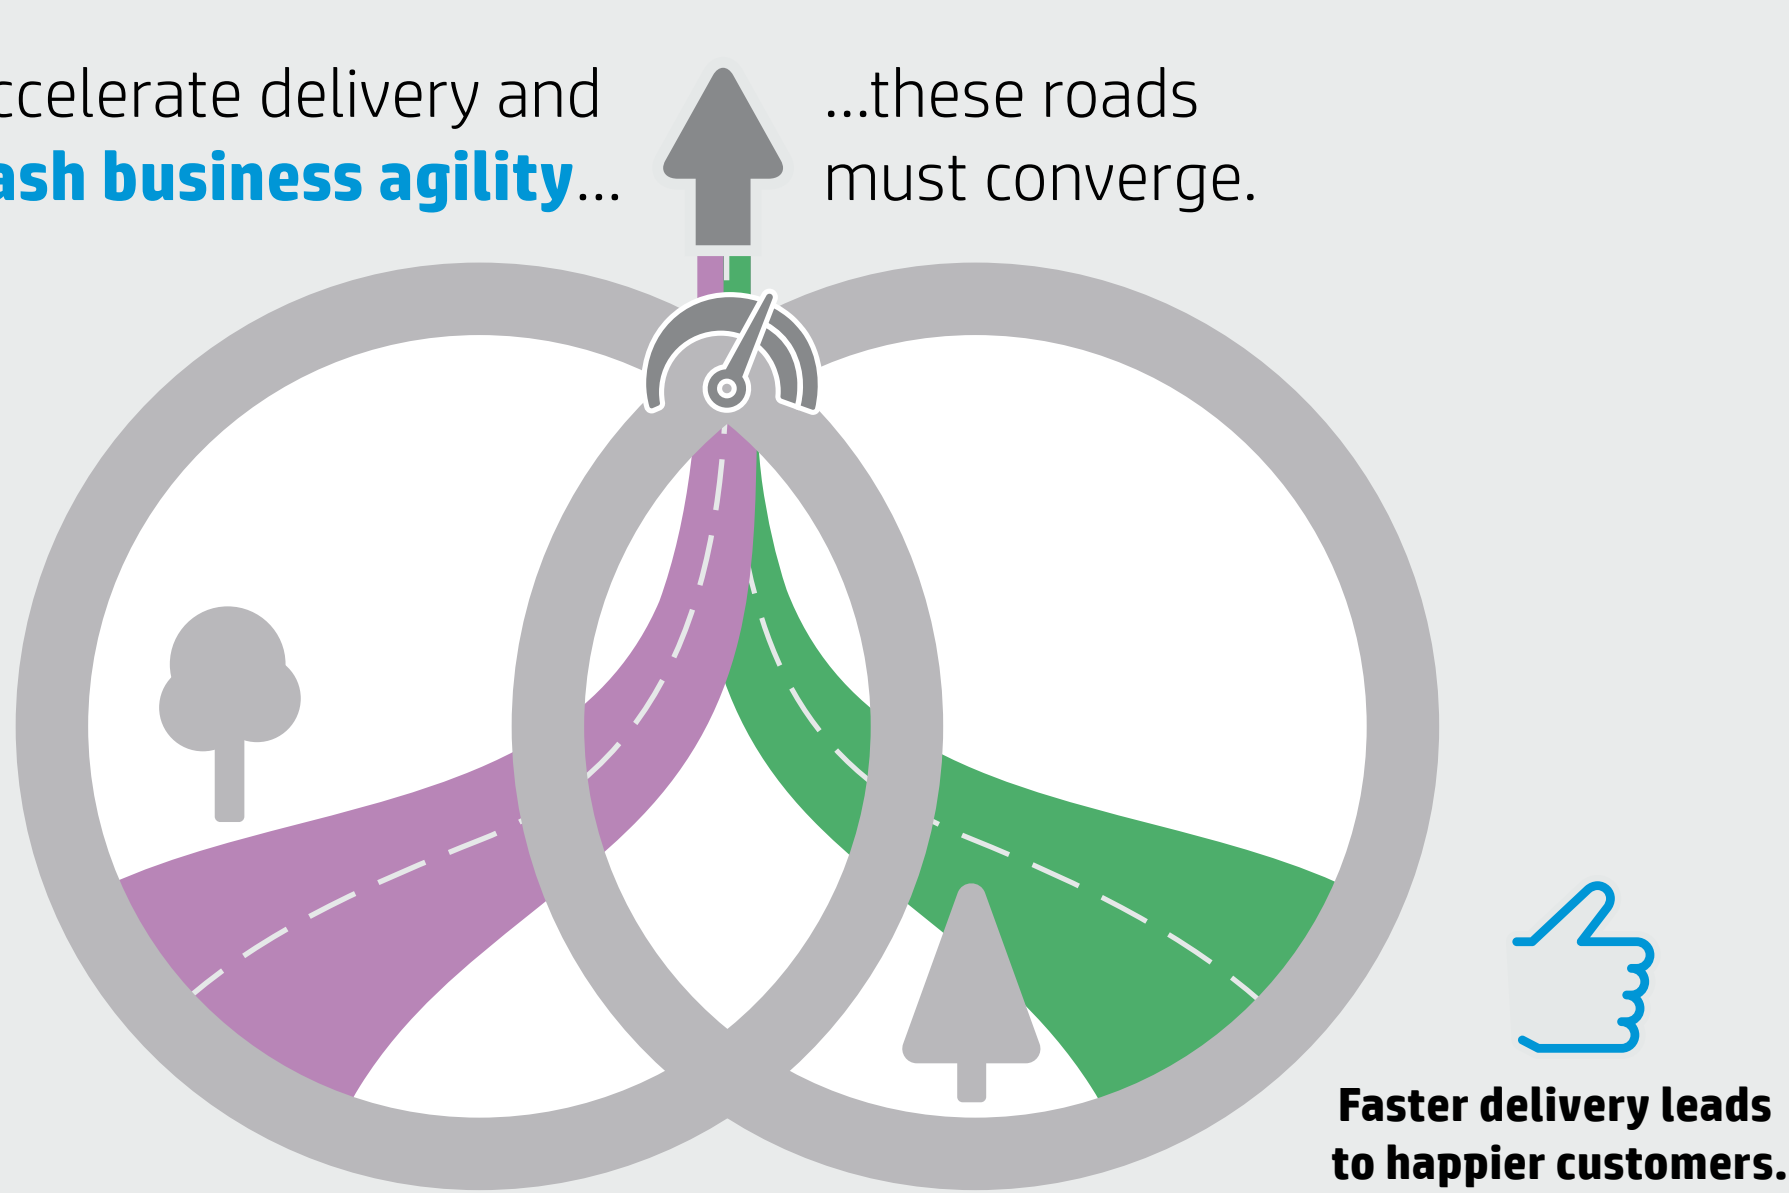 ccelerate delivery and
ash business agility...
...these roads
must converge.
Faster delivery leads
to happier customers.